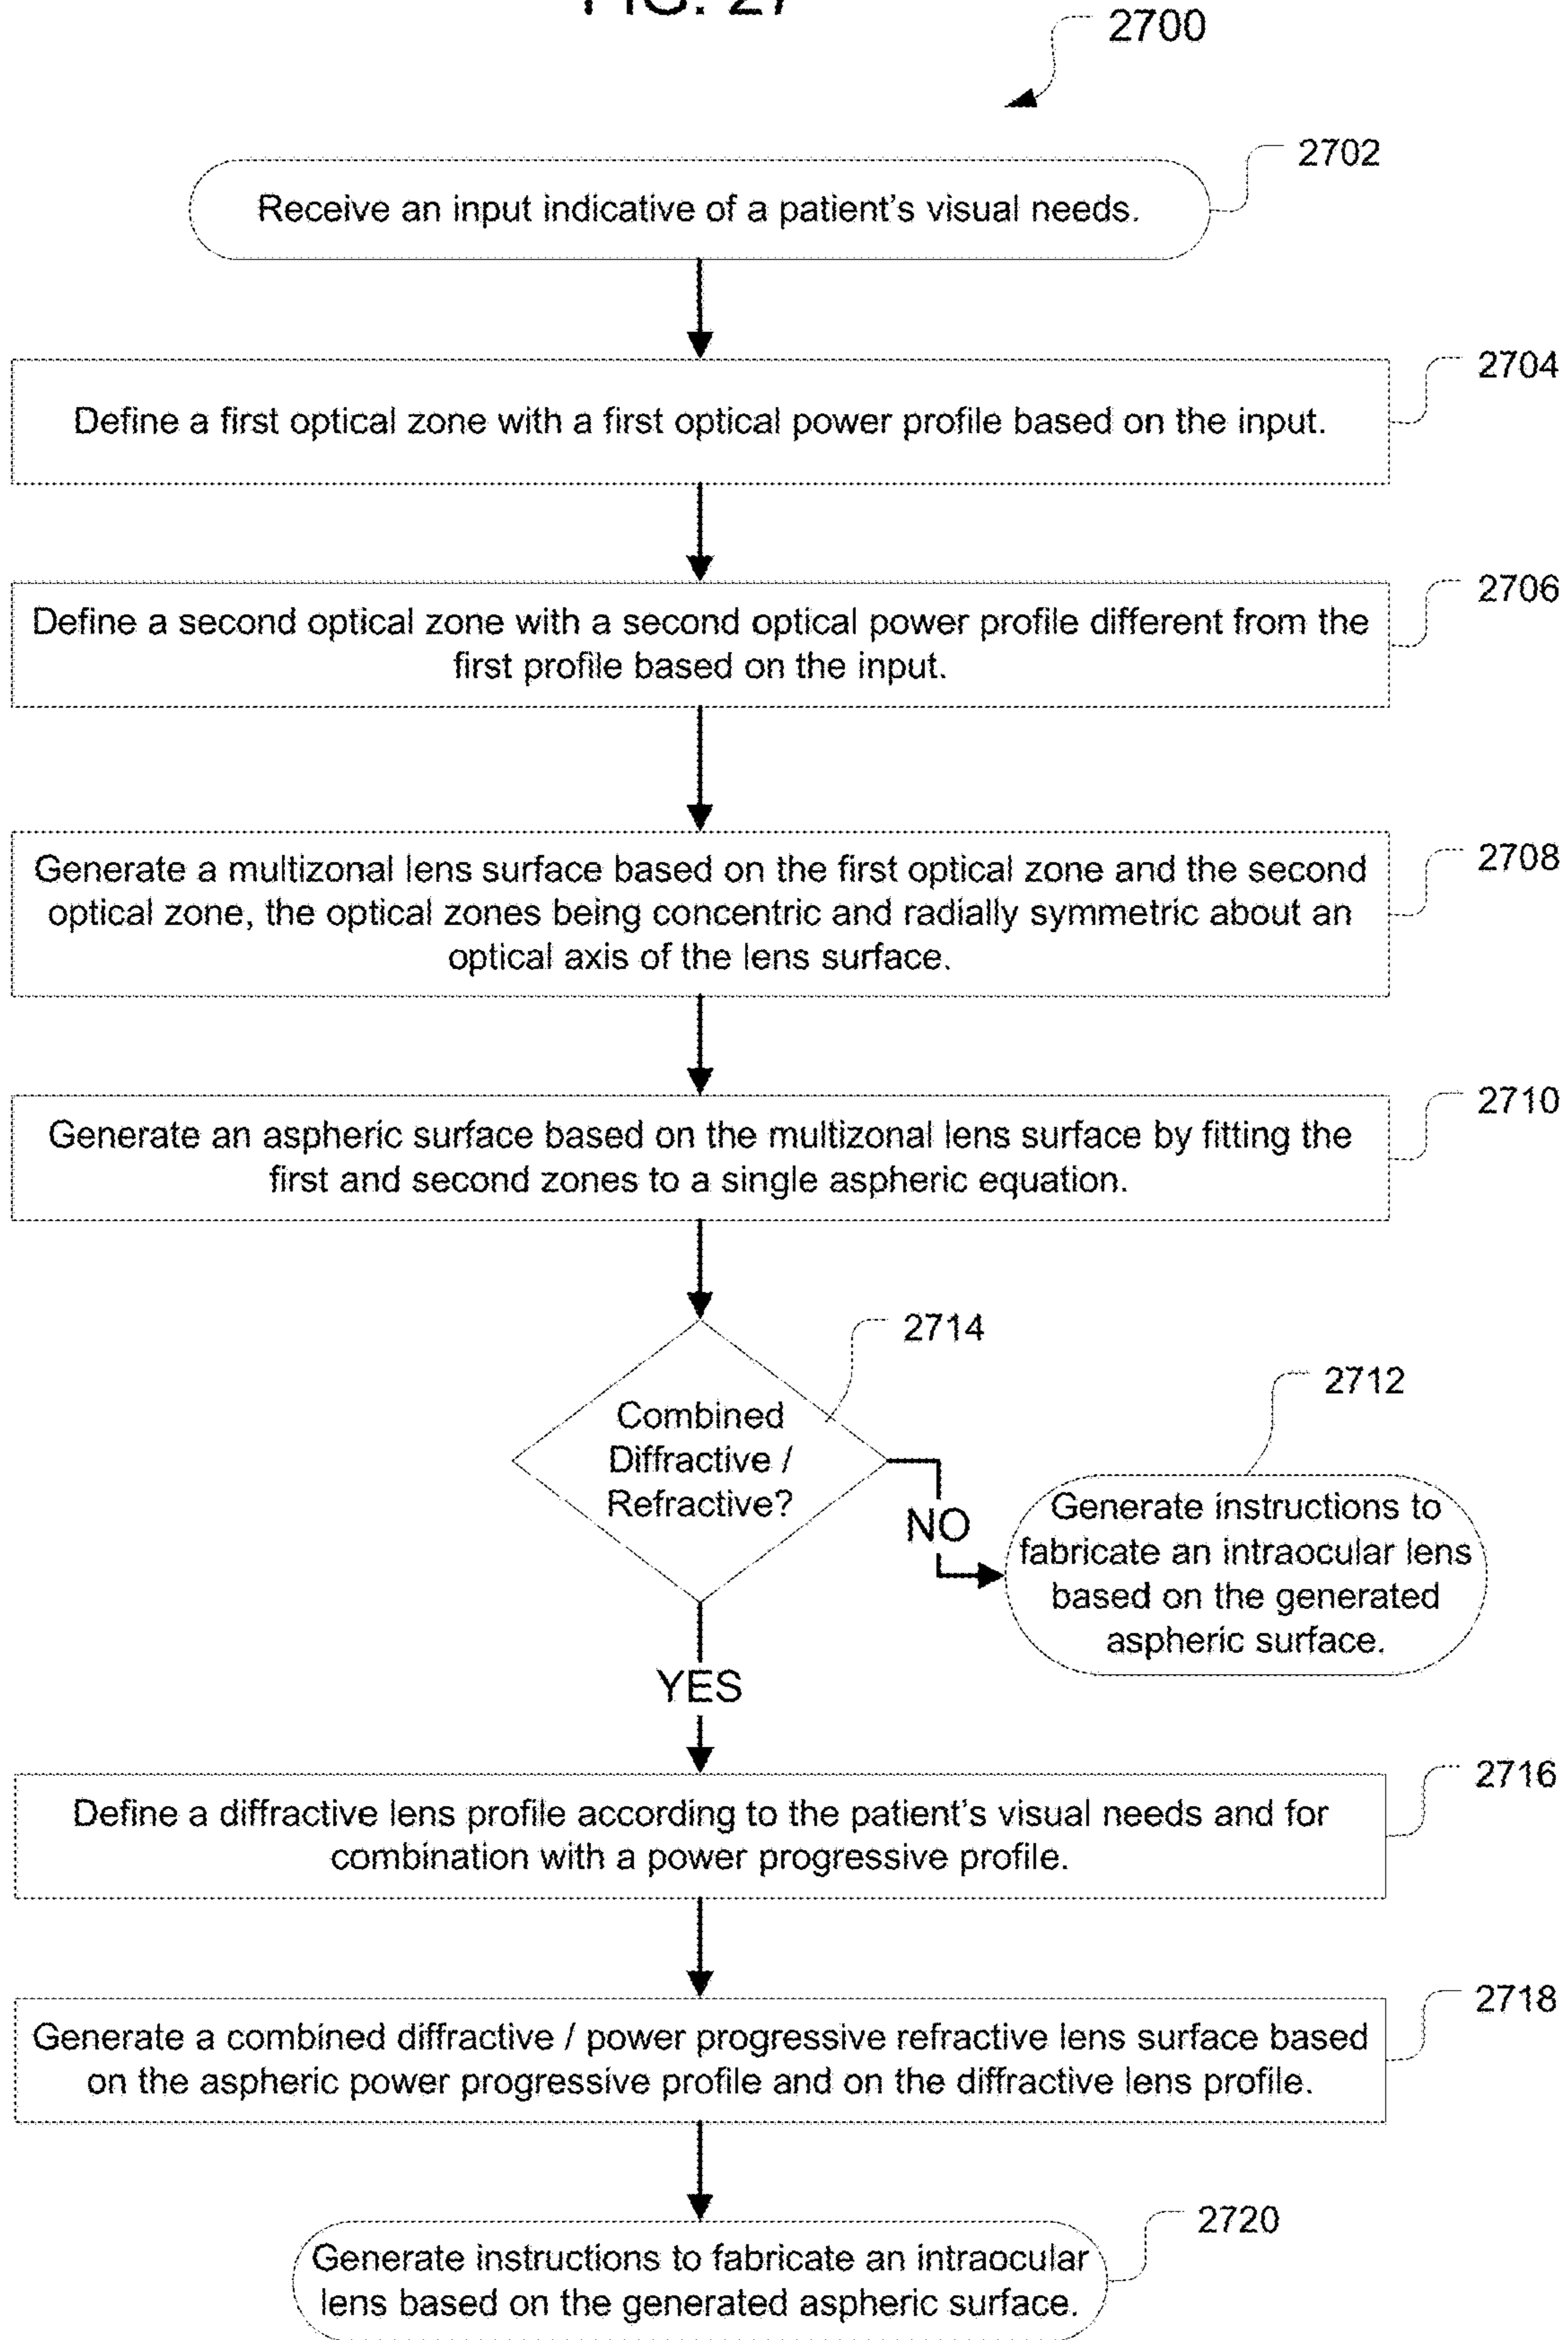 FIG. 27
2700
2702
Receive an input indicative of a patient's visual needs.
2704
Define a first optical zone with a first optical power profile based on the input.
2706
Define a second optical zone with a second optical power profile different from the
first profile based on the input.
2708
Generate a multizonal lens surface based on the first optical zone and the second
optical zone, the optical zones being concentric and radially symmetric about an
optical axis of the lens surface.
2710
Generate an aspheric surface based on the multizonal lens surface by fitting the
first and second zones to a single aspheric equation.
2714
Combined
Diffractive /
Refractive?
NO
2712
Generate instructions to
fabricate an intraocular lens
based on the generated
aspheric surface.
YES
2716
Define a diffractive lens profile according to the patient's visual needs and for
combination with a power progressive profile.
2718
Generate a combined diffractive / power progressive refractive lens surface based
on the aspheric power progressive profile and on the diffractive lens profile.
2720
Generate instructions to fabricate an intraocular
lens based on the generated aspheric surface.